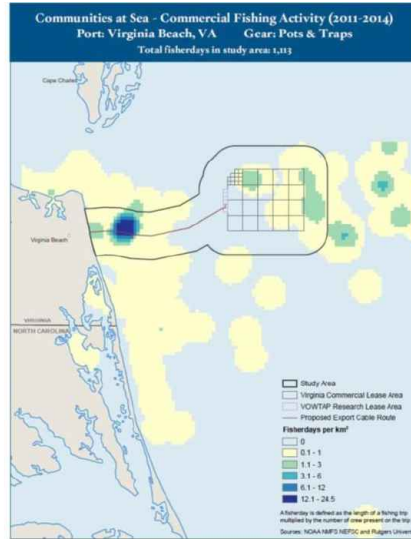 Communities at Sea - Commercial Fishing Activity (2011-2014)
Port: Virginia Beach, VA Gear: Pots & Traps
Total fisherdays in study area: 1,113
Cape Charles
Virginia Beach
VIRGINIA
NORTH CAROLINA
Study Area
Virginia Commercial Lease Area
VOWTAP Research Lease Area
Proposed Export Cable Route
Fisherdays per km²
0
0.1 - 1
1.1 - 3
3.1 - 6
6.1 - 12
12.1 - 24.5
A fisherday is defined as the length of a fishing trip
multiplied by the number of crew present on the trip
Sources: NOAA NMFS NEFSC and Rutgers Univers